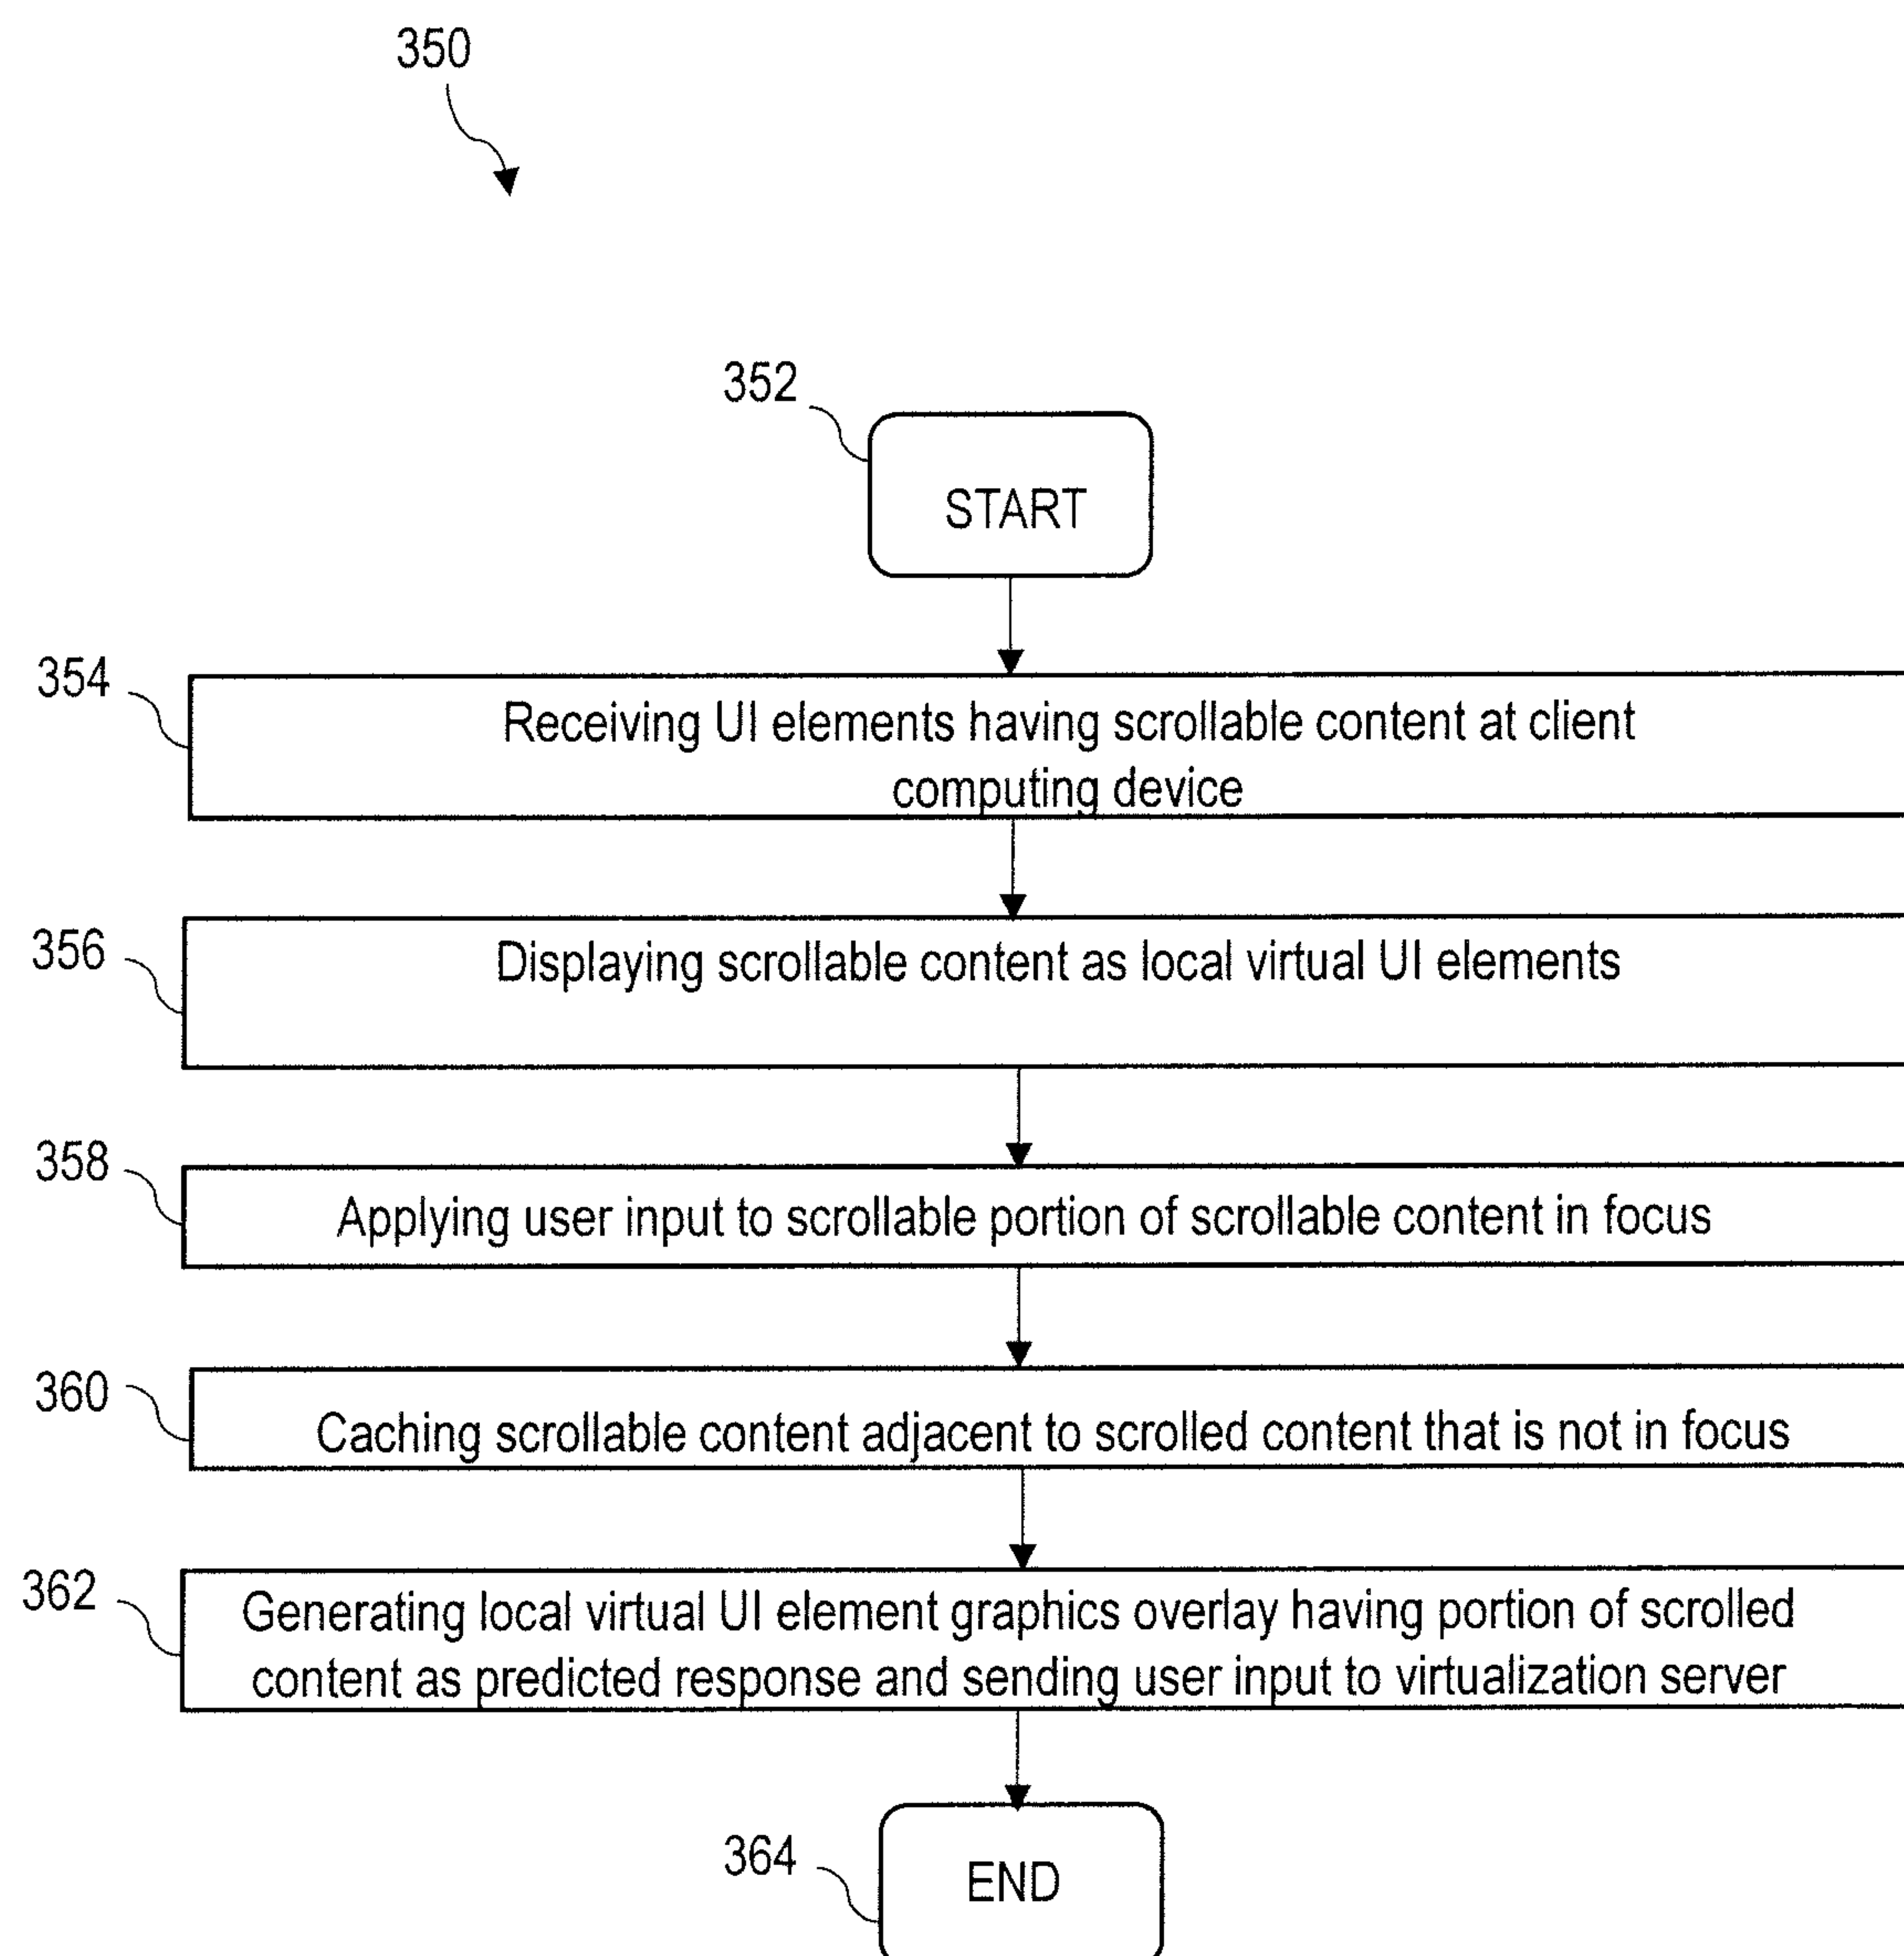 350
352
START
354
Receiving UI elements having scrollable content at client
computing device
356
Displaying scrollable content as local virtual UI elements
358
Applying user input to scrollable portion of scrollable content in focus
360
Caching scrollable content adjacent to scrolled content that is not in focus
362
Generating local virtual UI element graphics overlay having portion of scrolled
content as predicted response and sending user input to virtualization server
364
END